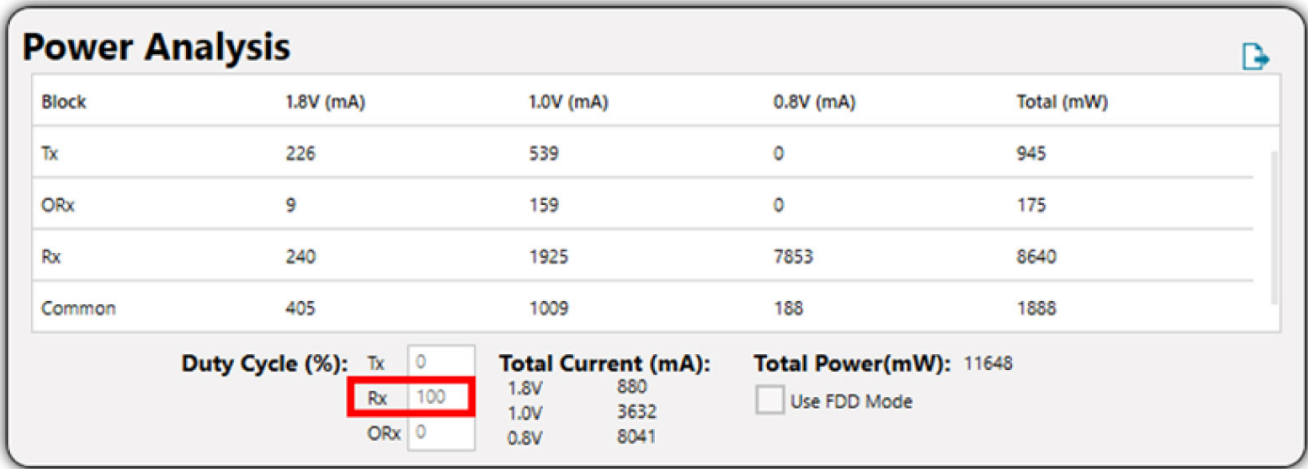 Power Analysis
Block 1.8V (mA) 1.0V (mA) 0.8V (mA) Total (mW)
Tx 226 539 0 945
ORx 9 159 0 175
Rx 240 1925 7853 8640
Common 405 1009 188 1888
Duty Cycle (%): Tx 0 Total Current (mA): Total Power(mW): 11648
Rx 100 1.8V 880 Use FDD Mode
1.0V 3632
ORx 0 0.8V 8041